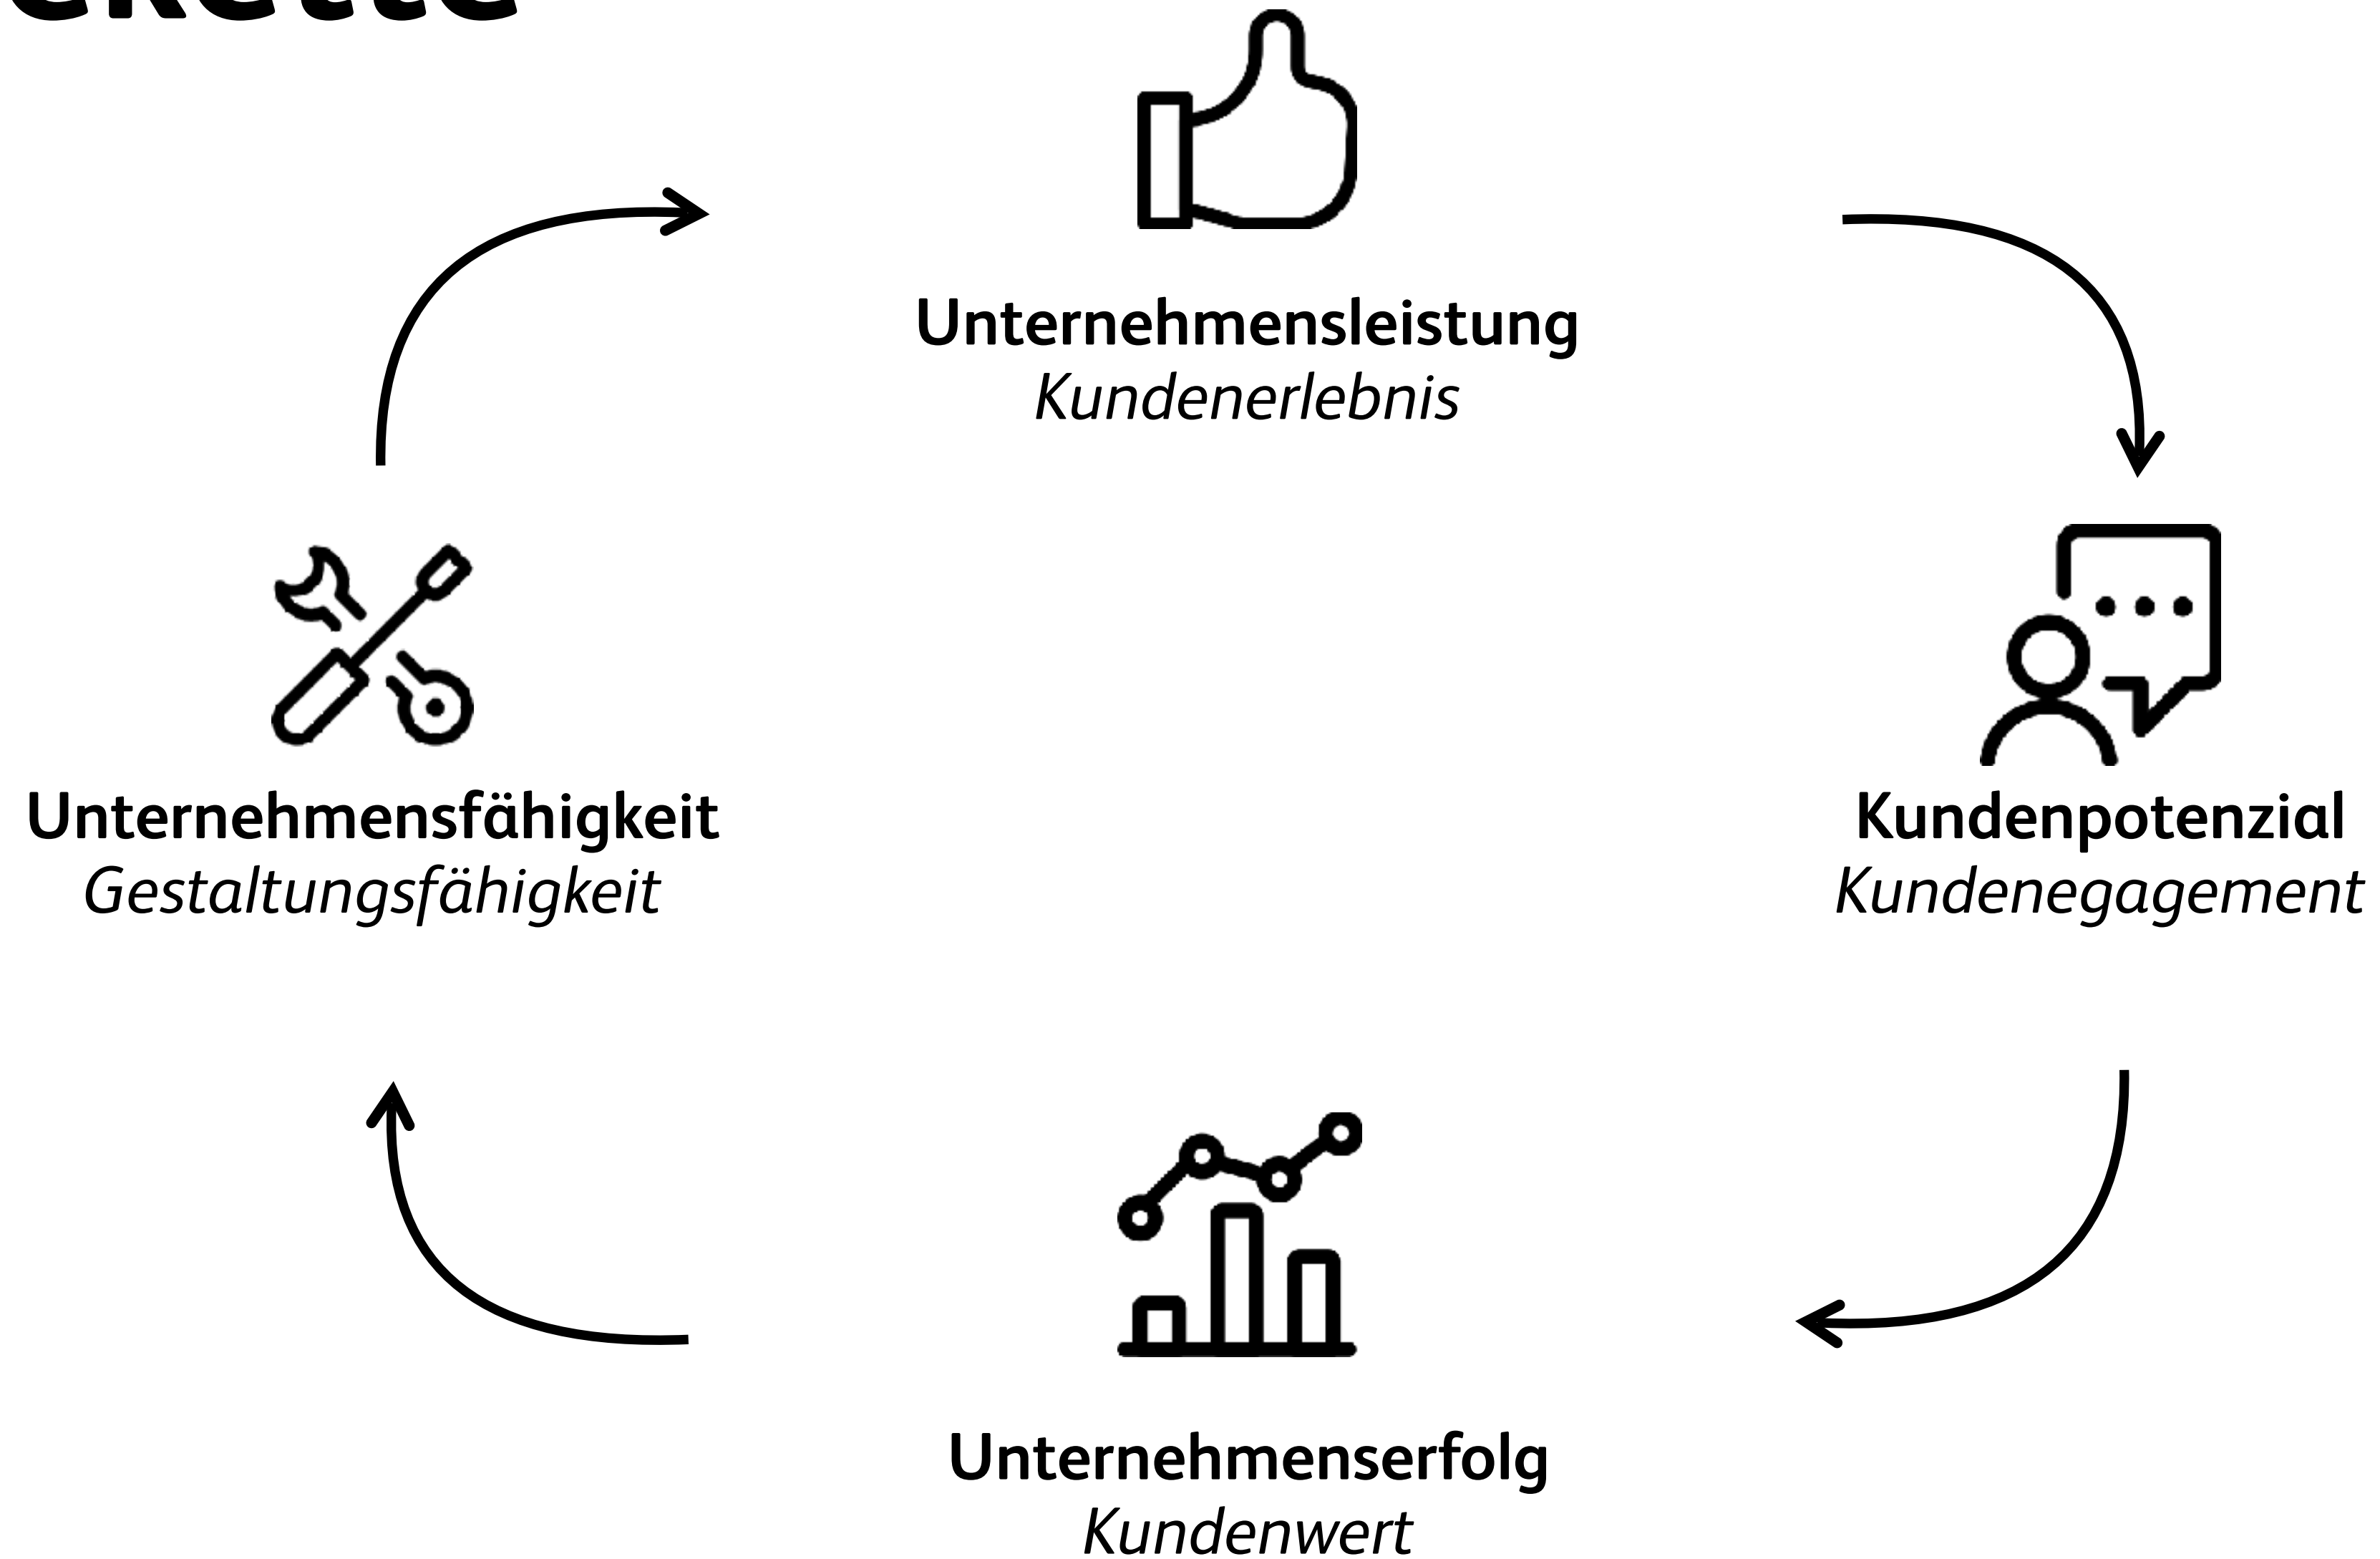 Unternehmensleistung
Kundenerlebnis
Unternehmensfähigkeit
Gestaltungsfähigkeit
Kundenpotenzial
Kundenegagement
Unternehmenserfolg
Kundenwert